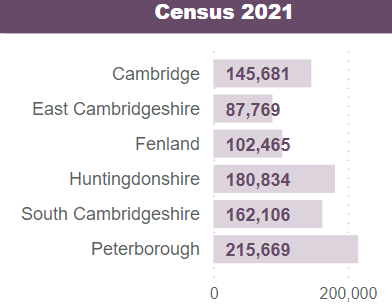 Census 2021
Cambridge 145,681
East Cambridgeshire 87,769
Fenland 102,465
Huntingdonshire 180,834
South Cambridgeshire 162,106
Peterborough 215,669
0 200,000